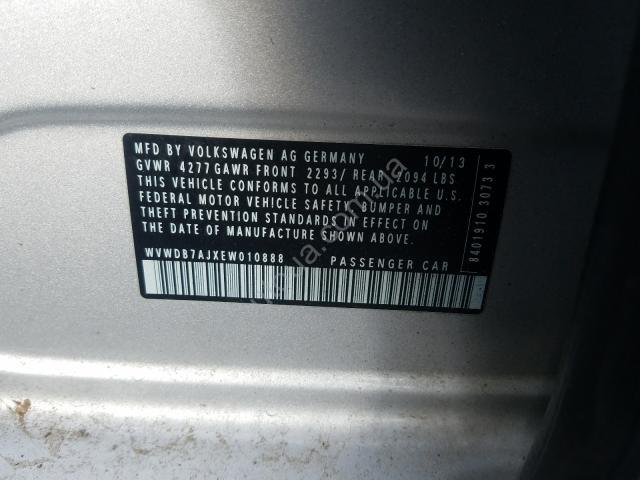 MFD BY VOLKSWAGEN AG GERMANY 10/13
GVWR 4277 GAWR FRONT 2293/ REAR 2094 LBS
THIS VEHICLE CONFORMS TO ALL APPLICABLE U.S.
FEDERAL MOTOR VEHICLE SAFETY, BUMPER AND
THEFT PREVENTION STANDARDS IN EFFECT ON
THE DATE OF MANUFACTURE SHOWN ABOVE
WVWDB7AJXEW010888 PASSENGER CAR
8401910 3073 3